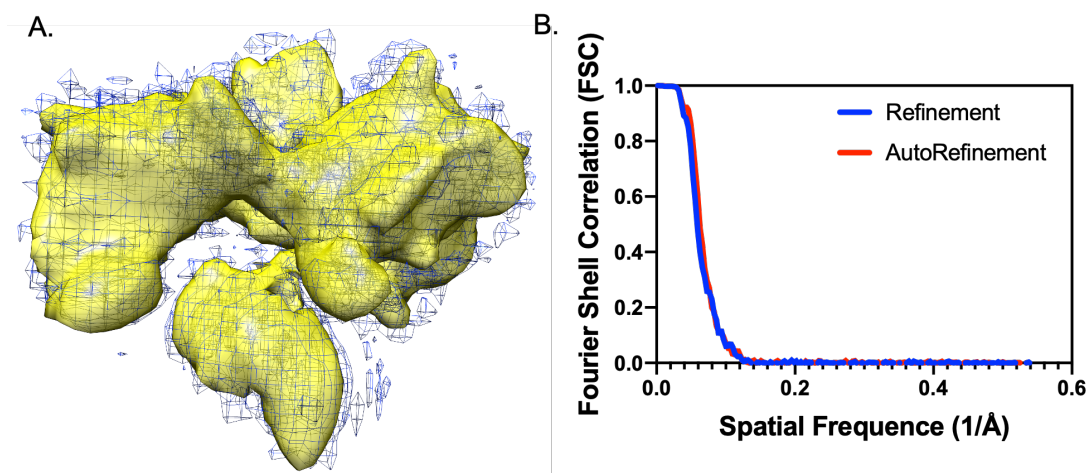 A.
B.
Fourier Shell Correlation (FSC)
1.0
0.8
0.6
0.4
0.2
0.0
0.0
0.2
0.4
0.6
Refinement
AutoRefinement
Spatial Frequence (1/Å)